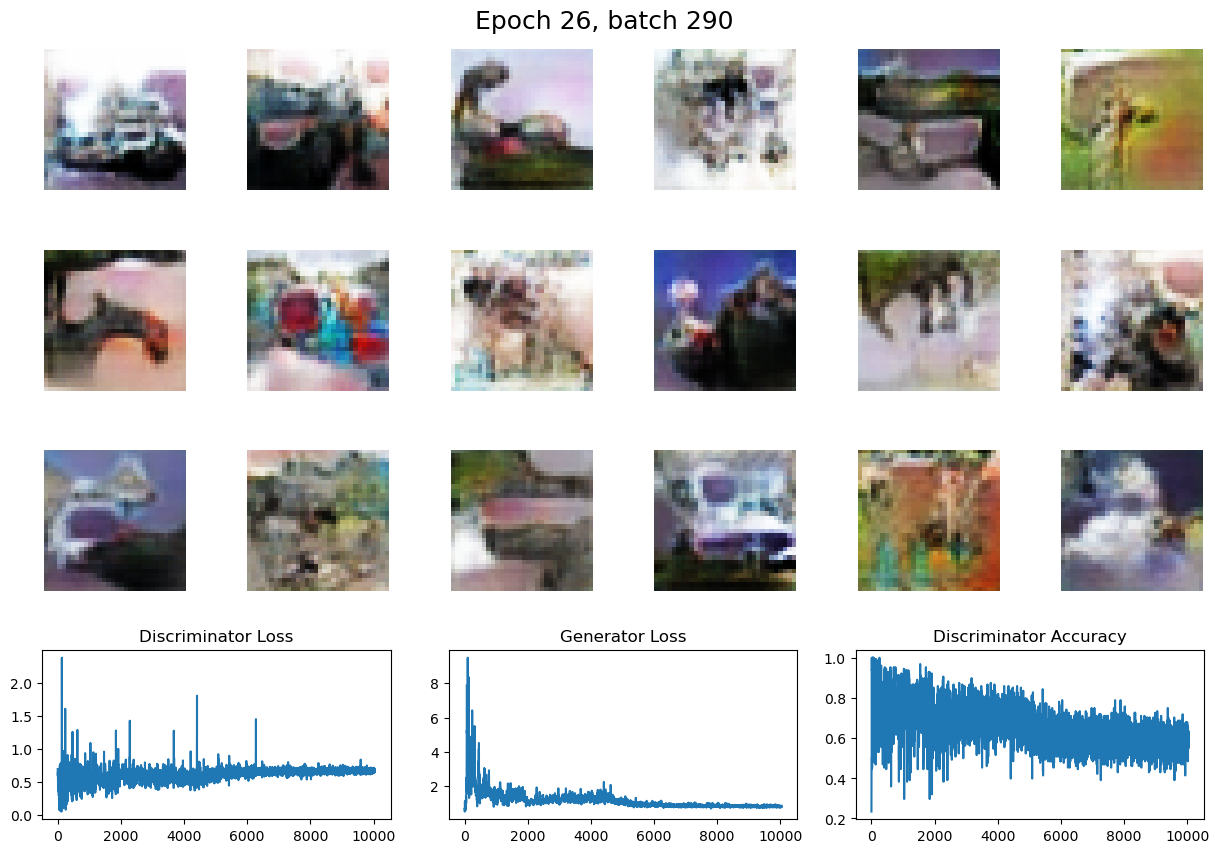 Epoch 26, batch 290
Discriminator Loss
Generator Loss
Discriminator Accuracy
2.0
1.5
1.0
0.5
0.0
0 2000 4000 6000 8000 10000
8
6
4
2
0 2000 4000 6000 8000 10000
1.0
0.8
0.6
0.4
0.2
0 2000 4000 6000 8000 10000